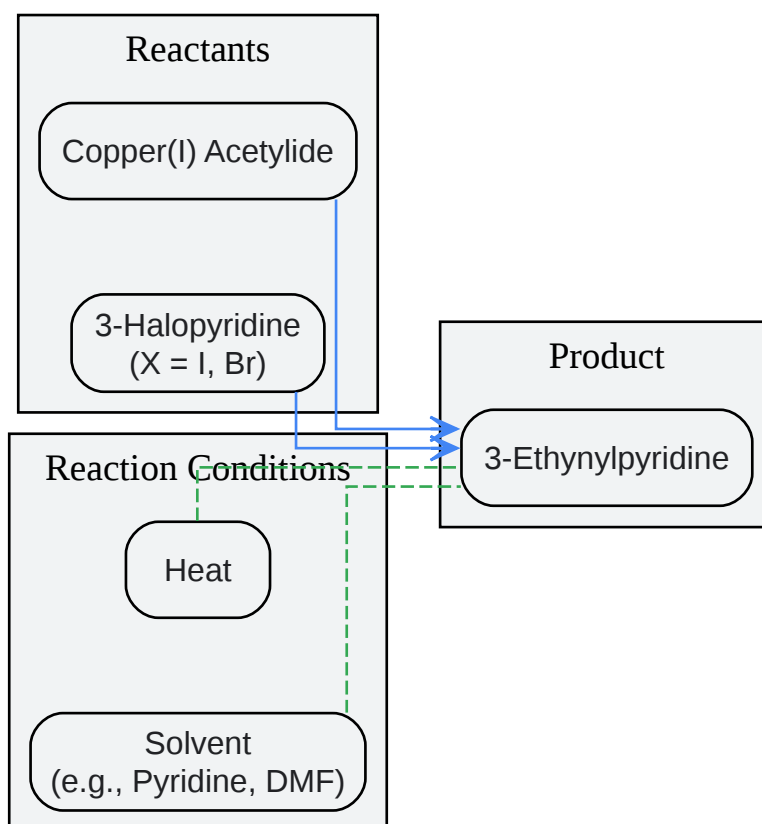 Reactants
Copper(I) Acetylide
3-Halopyridine
(X = I, Br)
Product
3-Ethynylpyridine
Reaction Conditions
Heat
Solvent
(e.g., Pyridine, DMF)